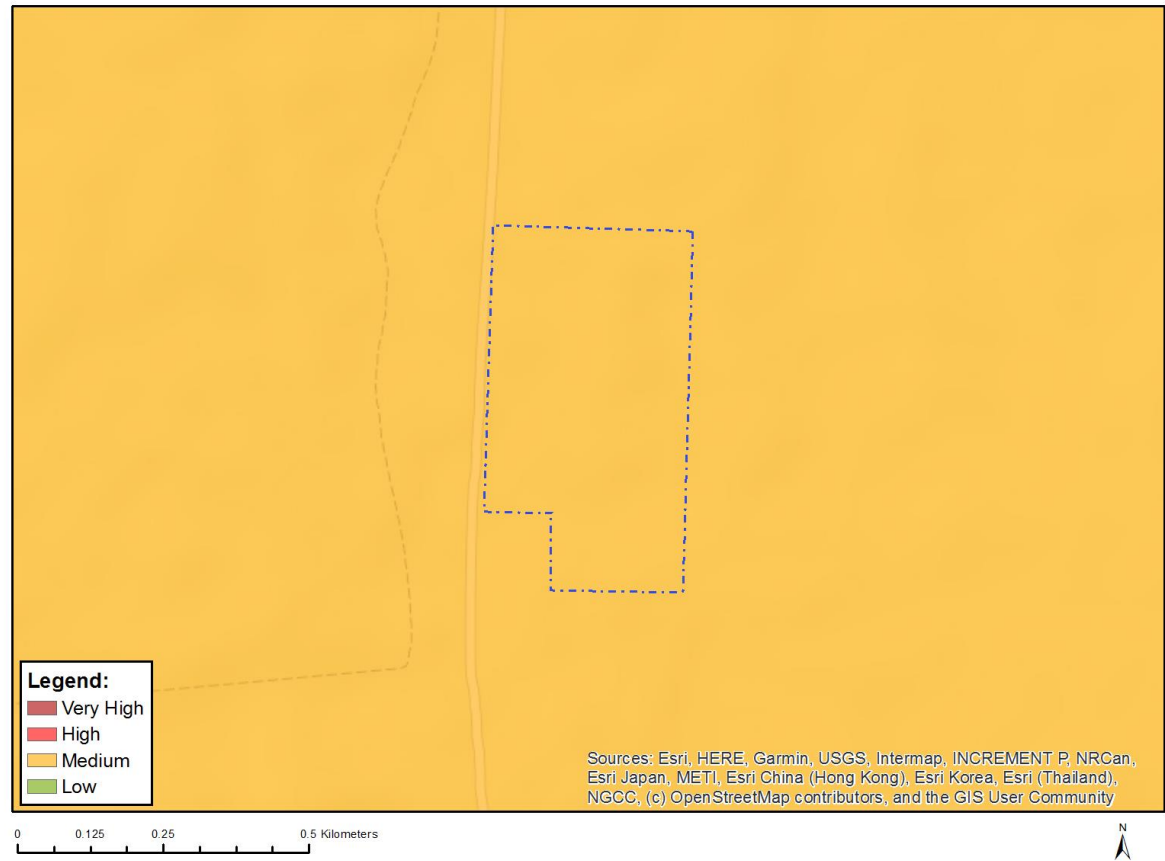 Legend:
Very High
High
Medium
Low
Sources: Esri, HERE, Garmin, USGS, Intermap, INCREMENT P, NRCan,
Esri Japan, METI, Esri China (Hong Kong), Esri Korea, Esri (Thailand),
NGCC, (c) OpenStreetMap contributors, and the GIS User Community
0 0.125 0.25 0.5 Kilometers
N